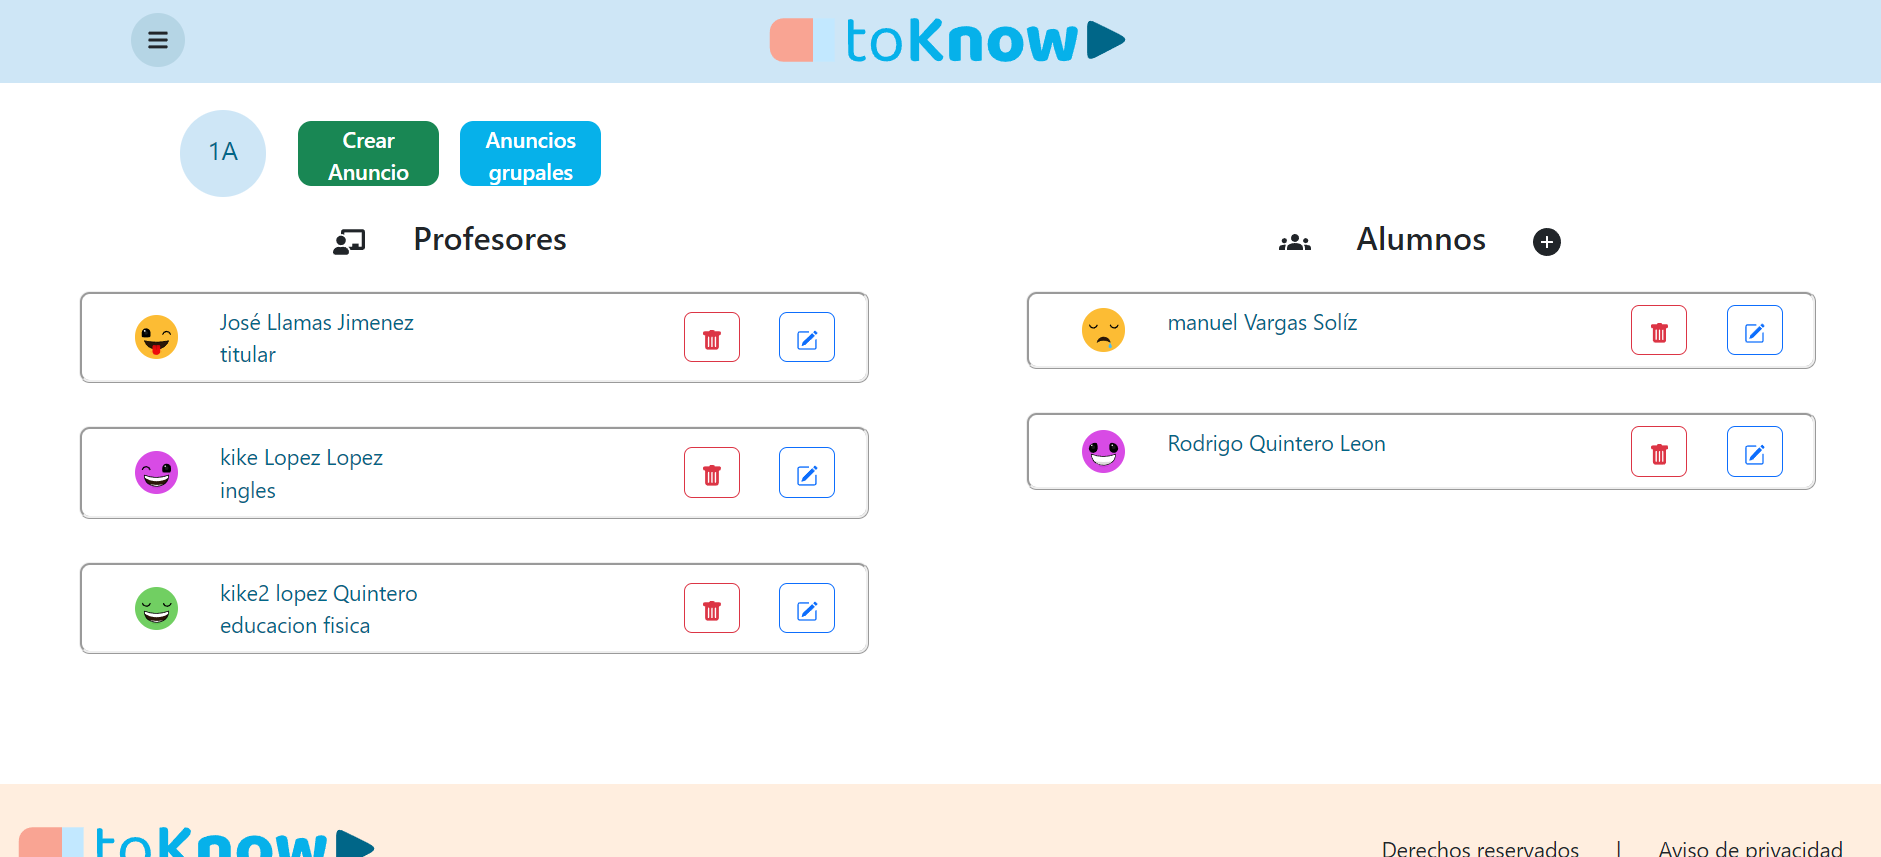 toKnow
1A
Crear
Anuncio
Anuncios
grupales
Profesores
Alumnos
José Llamas Jimenez
titular
kike Lopez Lopez
ingles
kike2 lopez Quintero
educacion fisica
manuel Vargas Solíz
Rodrigo Quintero Leon
toKnow
Derechos reservados | Aviso de privacidad